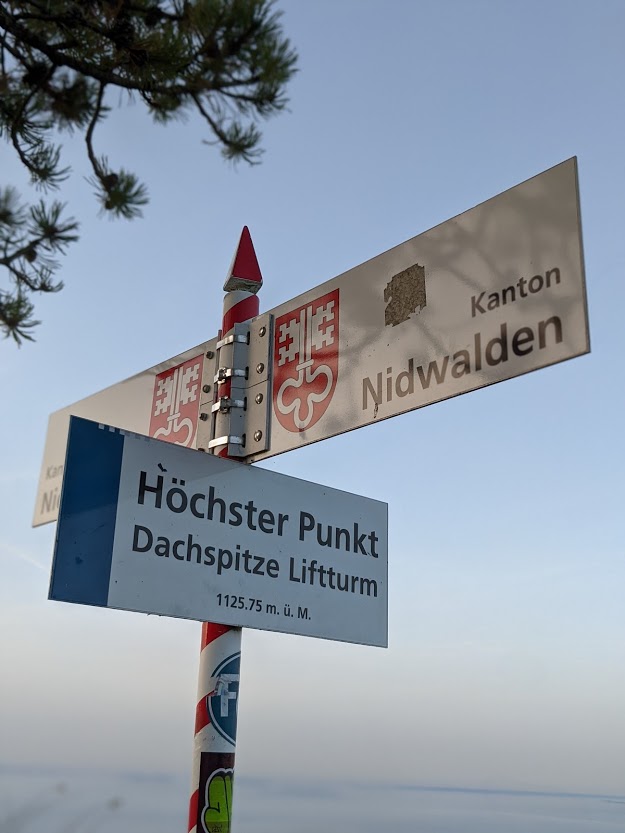 Kanton
Nidwalden
Höchster Punkt
Dachspitze Liftturm
1125.75 m. ü. M.